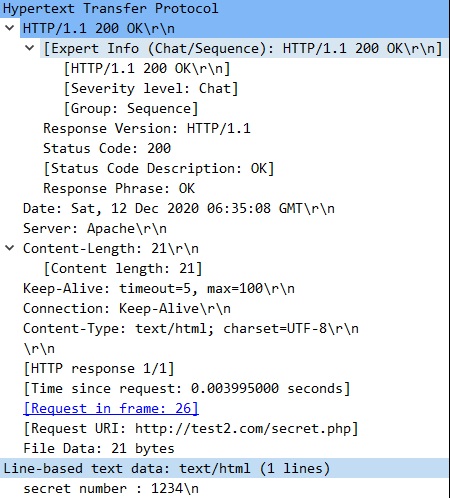 Hypertext Transfer Protocol
HTTP/1.1 200 OK\r\n
[Expert Info (Chat/Sequence): HTTP/1.1 200 OK\r\n]
[HTTP/1.1 200 OK\r\n]
[Severity level: Chat]
[Group: Sequence]
Response Version: HTTP/1.1
Status Code: 200
[Status Code Description: OK]
Response Phrase: OK
Date: Sat, 12 Dec 2020 06:35:08 GMT\r\n
Server: Apache\r\n
Content-Length: 21\r\n
[Content length: 21]
Keep-Alive: timeout=5, max=100\r\n
Connection: Keep-Alive\r\n
Content-Type: text/html; charset=UTF-8\r\n
\r\n
[HTTP response 1/1]
[Time since request: 0.003995000 seconds]
[Request in frame: 26]
[Request URI: http://test2.com/secret.php]
File Data: 21 bytes
Line-based text data: text/html (1 lines)
secret number : 1234\n